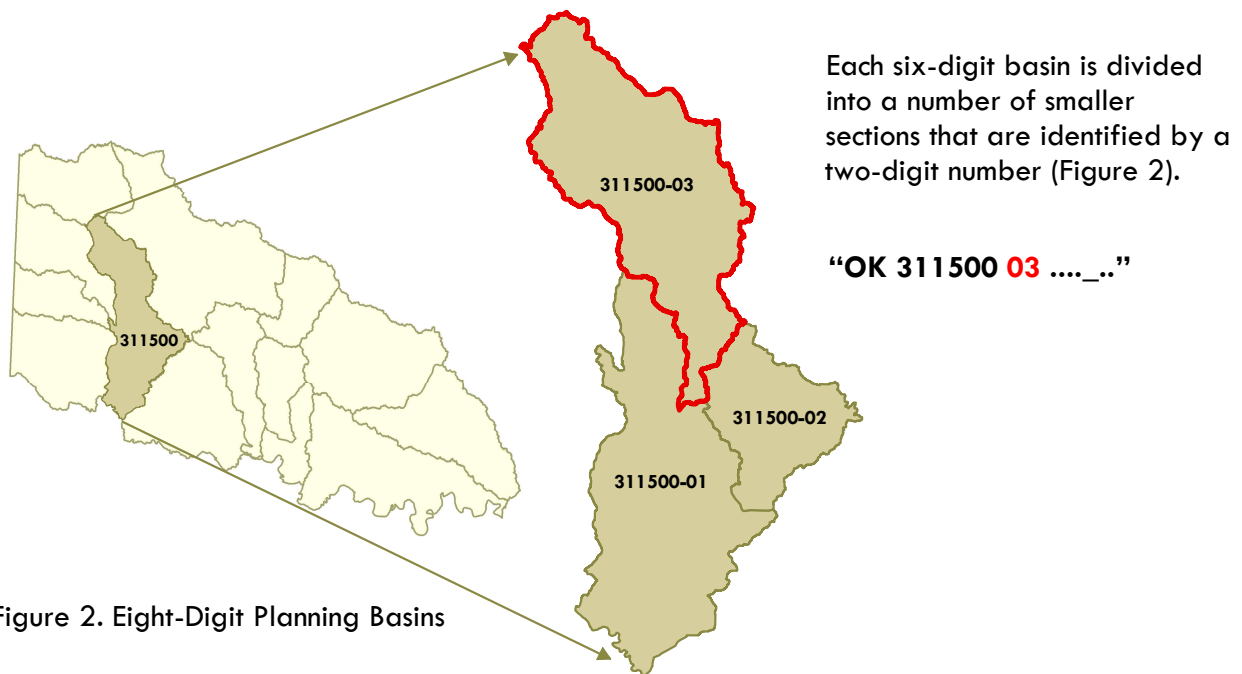 Each six-digit basin is divided
into a number of smaller
sections that are identified by a
two-digit number (Figure 2).
“OK 311500 03 ...._..”
311500
311500-03
311500-02
311500-01
Figure 2. Eight-Digit Planning Basins